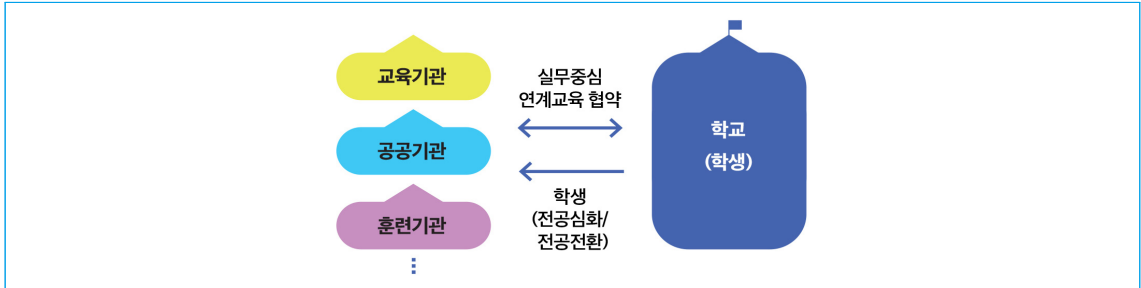 교육기관
공공기관
훈련기관
실무중심
연계교육 협약
학생
(전공심화/
전공전환)
학교
(학생)